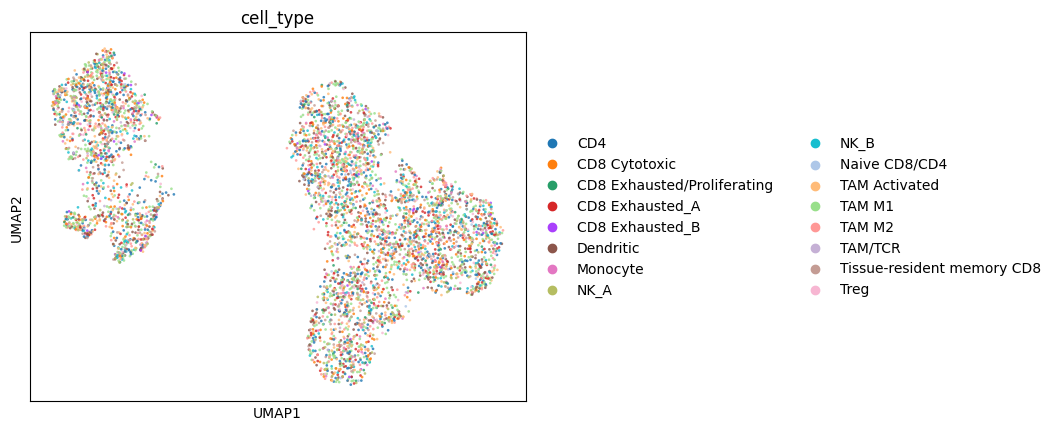 cell_type
UMAP2
UMAP1
CD4
CD8 Cytotoxic
CD8 Exhausted/Proliferating
CD8 Exhausted_A
CD8 Exhausted_B
Dendritic
Monocyte
NK_A
NK_B
Naive CD8/CD4
TAM Activated
TAM M1
TAM M2
TAM/TCR
Tissue-resident memory CD8
Treg